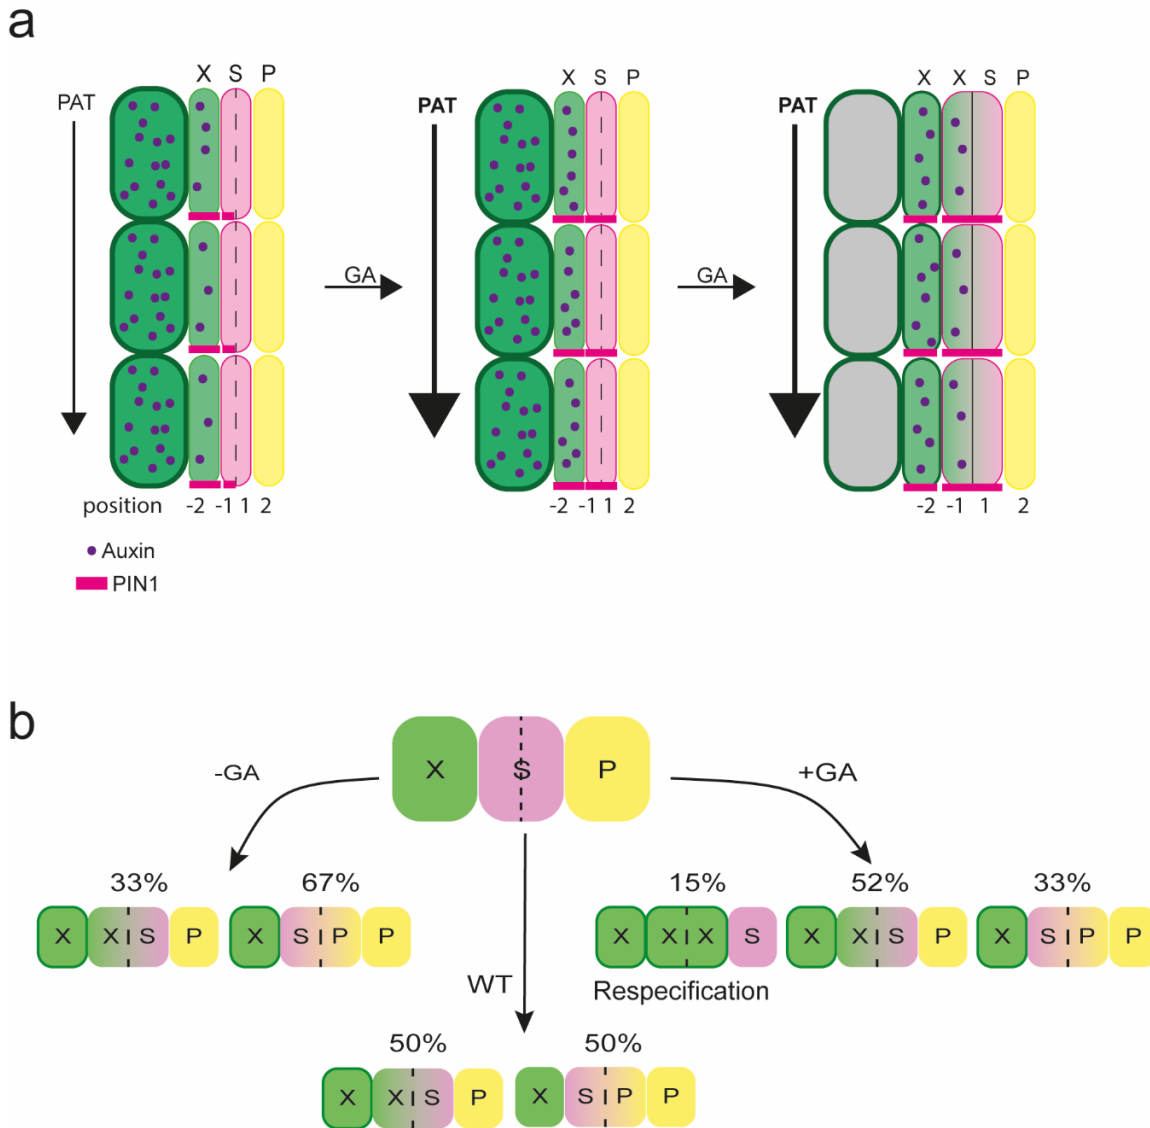 a
X S P
PAT
GA
X S P
PAT
GA
X X S P
PAT
position -2 -1 1 2
-2 -1 1 2
-2 -1 1 2
Auxin
PIN1
b
X S P
-GA
+GA
WT
33% 67%
X X S P X S P P
15% 52% 33%
X X X S X X S P X S P P
Respecification
50% 50%
X X S P X S P P